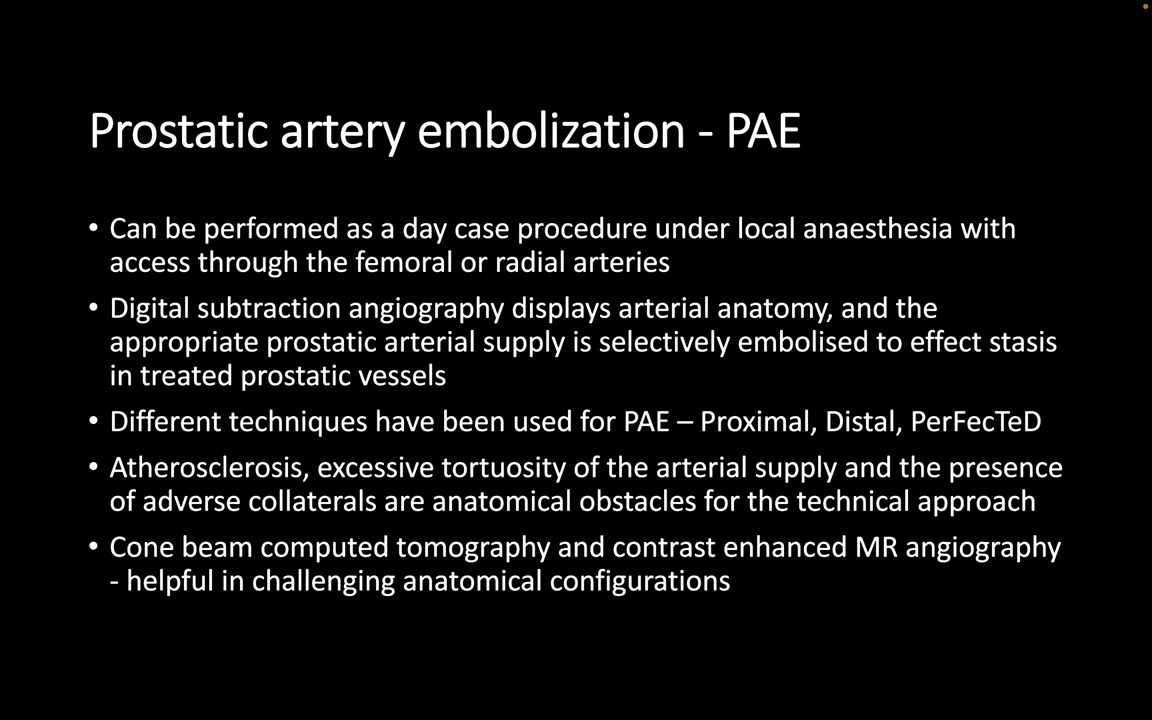 Prostatic artery embolization - PAE
• Can be performed as a day case procedure under local anaesthesia with
access through the femoral or radial arteries
• Digital subtraction angiography displays arterial anatomy, and the
appropriate prostatic arterial supply is selectively embolised to effect stasis
in treated prostatic vessels
• Different techniques have been used for PAE – Proximal, Distal, PerFecTeD
• Atherosclerosis, excessive tortuosity of the arterial supply and the presence
of adverse collaterals are anatomical obstacles for the technical approach
• Cone beam computed tomography and contrast enhanced MR angiography
- helpful in challenging anatomical configurations